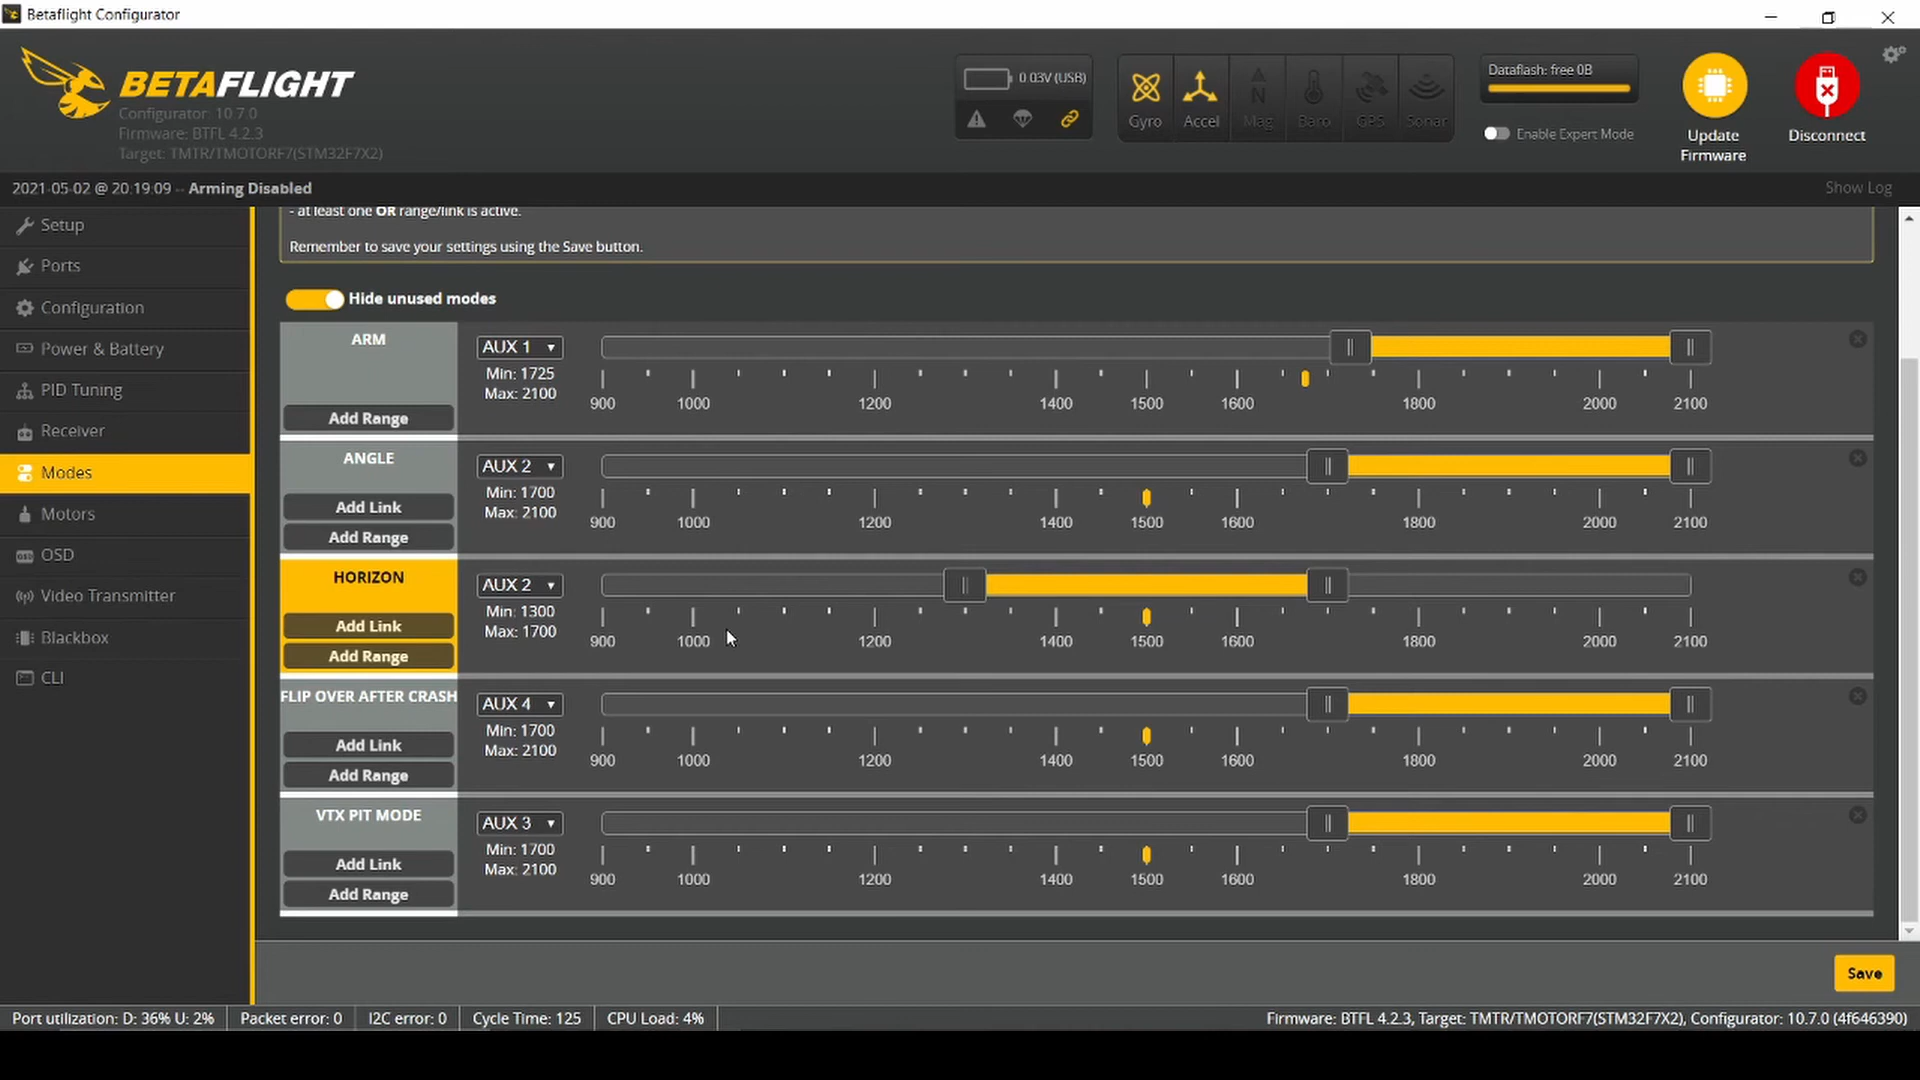 Betaflight Configurator
BETAFLIGHT
Configurator: 10.7.0
Firmware: BTFL 4.2.3
Target: TMTR/TMOTORF7(STM32F7X2)
0.03V (USB)
Gyro
Accel
Mag
Baro
GPS
Sonar
Dataflash: free 0B
Enable Expert Mode
Update
Firmware
Disconnect
2021-05-02 @ 20:19:09 -- Arming Disabled
Show Log
Setup
Ports
Configuration
Power & Battery
PID Tuning
Receiver
Modes
Motors
OSD
Video Transmitter
Blackbox
CLI
- at least one OR range/link is active.
Remember to save your settings using the Save button.
Hide unused modes
ARM
Add Range
AUX 1
Min: 1725
Max: 2100
900 1000 1200 1400 1500 1600 1800 2000 2100
ANGLE
Add Link
Add Range
AUX 2
Min: 1700
Max: 2100
900 1000 1200 1400 1500 1600 1800 2000 2100
HORIZON
Add Link
Add Range
AUX 2
Min: 1300
Max: 1700
900 1000 1200 1400 1500 1600 1800 2000 2100
FLIP OVER AFTER CRASH
Add Link
Add Range
AUX 4
Min: 1700
Max: 2100
900 1000 1200 1400 1500 1600 1800 2000 2100
VTX PIT MODE
Add Link
Add Range
AUX 3
Min: 1700
Max: 2100
900 1000 1200 1400 1500 1600 1800 2000 2100
Save
Port utilization: D: 36% U: 2%
Packet error: 0
I2C error: 0
Cycle Time: 125
CPU Load: 4%
Firmware: BTFL 4.2.3, Target: TMTR/TMOTORF7(STM32F7X2), Configurator: 10.7.0 (4f646390)